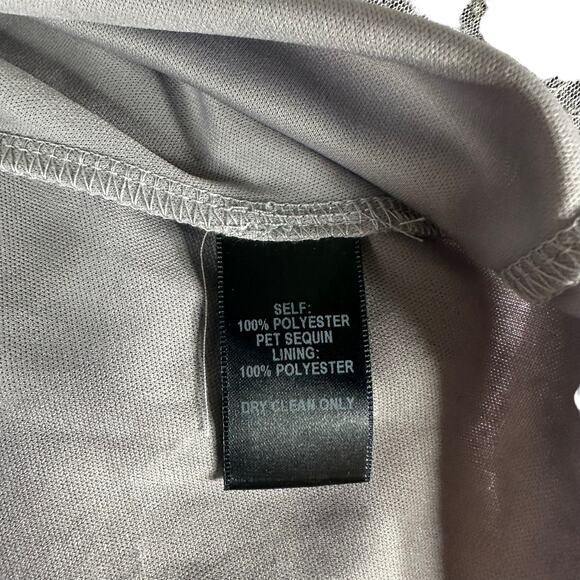 SELF:
100% POLYESTER
PET SEQUIN
LINING:
100% POLYESTER
DRY CLEAN ONLY